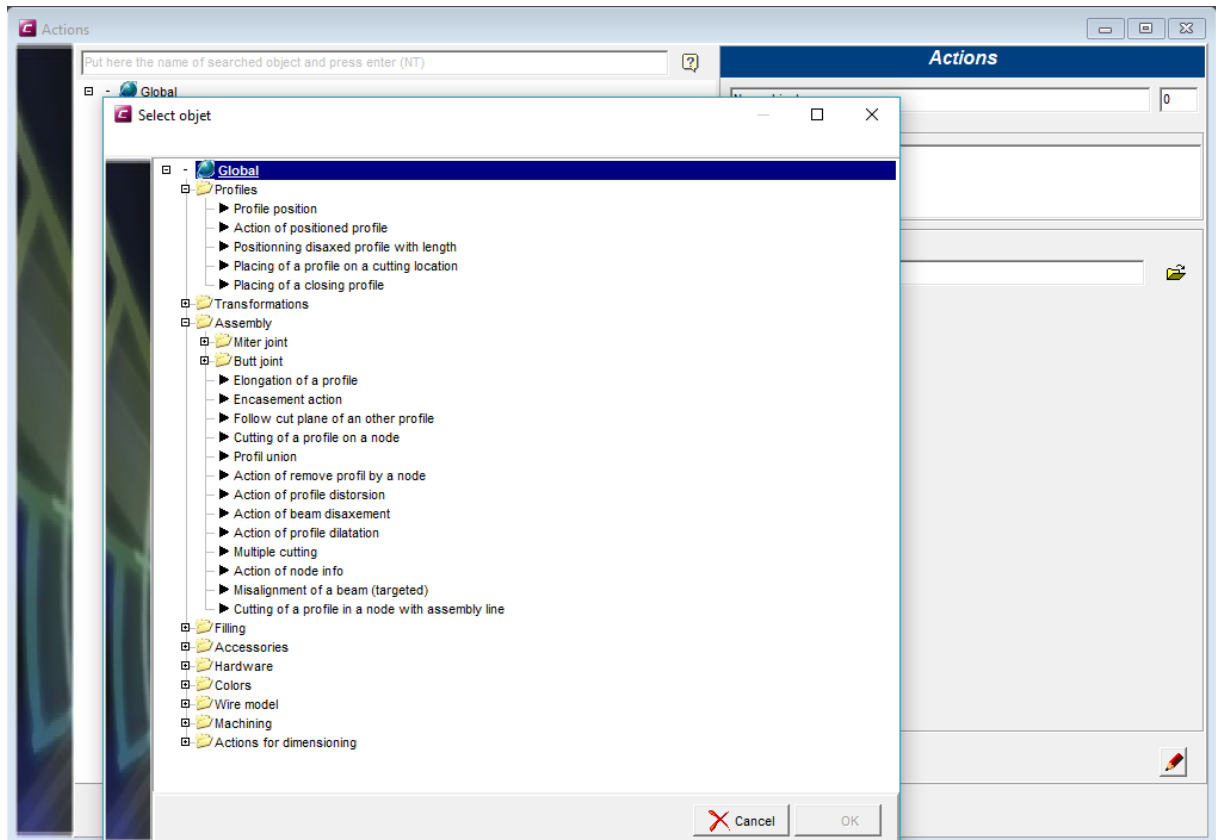 Actions
Put here the name of searched object and press enter (NT)
Actions
Global
0
Select objet
Global
Profiles
Profile position
Action of positioned profile
Positionning disaxed profile with length
Placing of a profile on a cutting location
Placing of a closing profile
Transformations
Assembly
Miter joint
Butt joint
Elongation of a profile
Encasement action
Follow cut plane of an other profile
Cutting of a profile on a node
Profil union
Action of remove profil by a node
Action of profile distorsion
Action of beam disaxement
Action of profile dilatation
Multiple cutting
Action of node info
Misalignment of a beam (targeted)
Cutting of a profile in a node with assembly line
Filling
Accessories
Hardware
Colors
Wire model
Machining
Actions for dimensioning
Cancel
OK